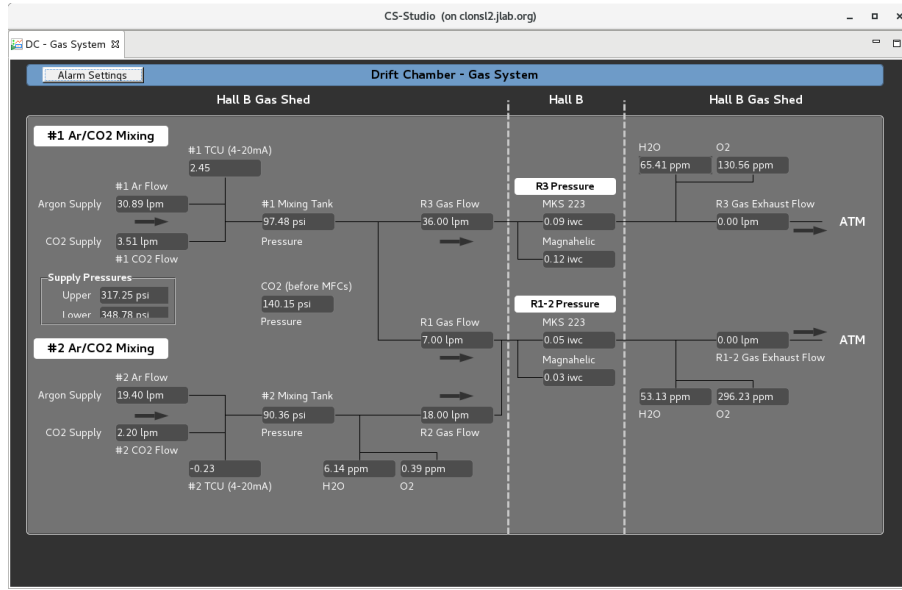 CS-Studio (on clonsl2.jlab.org)
DC - Gas System
Alarm Settings
Drift Chamber - Gas System
Hall B Gas Shed
Hall B
Hall B Gas Shed
#1 Ar/CO2 Mixing
#1 TCU (4-20mA)
2.45
#1 Ar Flow
Argon Supply
30.89 lpm
CO2 Supply
3.51 lpm
#1 CO2 Flow
Supply Pressures
Upper
317.25 psi
Lower
348.78 psi
#1 Mixing Tank
97.48 psi
Pressure
CO2 (before MFCs)
140.15 psi
Pressure
R3 Gas Flow
36.00 lpm
R1 Gas Flow
7.00 lpm
R3 Pressure
MKS 223
0.09 iwc
Magnahelic
0.12 iwc
R1-2 Pressure
MKS 223
0.05 iwc
Magnahelic
0.03 iwc
H2O
O2
65.41 ppm
130.56 ppm
R3 Gas Exhaust Flow
0.00 lpm
ATM
0.00 lpm
ATM
R1-2 Gas Exhaust Flow
53.13 ppm
296.23 ppm
H2O
O2
#2 Ar/CO2 Mixing
#2 Ar Flow
Argon Supply
19.40 lpm
CO2 Supply
2.20 lpm
#2 CO2 Flow
-0.23
#2 TCU (4-20mA)
#2 Mixing Tank
90.36 psi
Pressure
18.00 lpm
R2 Gas Flow
6.14 ppm
0.39 ppm
H2O
O2